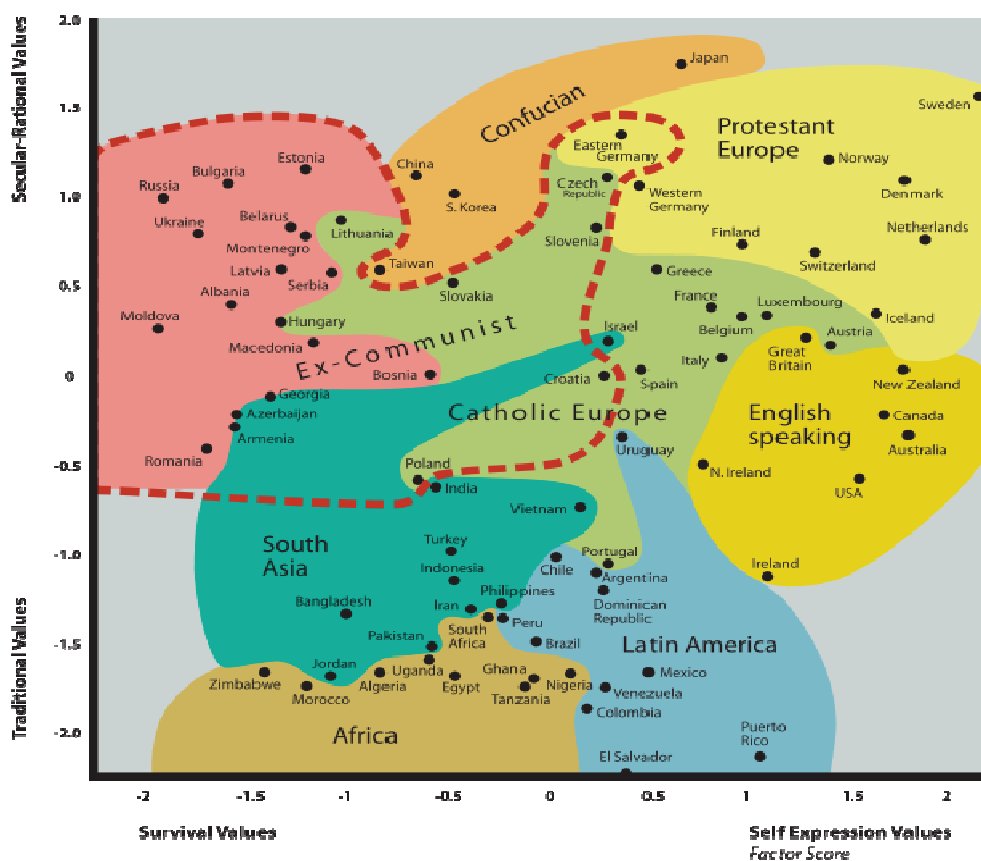 Secular-Rational Values
Traditional Values
2.0
1.5
1.0
0.5
0
-0.5
-1.0
-1.5
-2.0
Japan
Confucian
Sweden
Protestant
Europe
Eastern
Germany
Norway
Estonia
China
Bulgaria
Russia
S. Korea
Czech
Republic
Western
Germany
Denmark
Ukraine
Belarus
Lithuania
Montenegro
Slovenia
Finland
Netherlands
Switzerland
Latvia
Serbia
Taiwan
Greece
Slovakia
Albania
France
Luxembourg
Moldova
Hungary
Belgium
Iceland
Austria
Israel
Great
Britain
Macedonia
Ex-Communist
Italy
Bosnia
Croatia
Spain
New Zealand
Georgia
Azerbaijan
Armenia
Catholic Europe
English
speaking
Canada
Australia
Romania
Uruguay
Poland
India
N. Ireland
USA
Vietnam
South
Asia
Turkey
Indonesia
Chile
Portugal
Argentina
Ireland
Bangladesh
Iran
Philippines
Dominican
Republic
Peru
South
Africa
Pakistan
Brazil
Latin America
Zimbabwe
Jordan
Morocco
Algeria
Uganda
Egypt
Ghana
Tanzania
Nigeria
Mexico
Venezuela
Colombia
Africa
Puerto
Rico
El Salvador
-2
-1.5
-1
-0.5
0
0.5
1
1.5
2
Survival Values
Self Expression Values
Factor Score